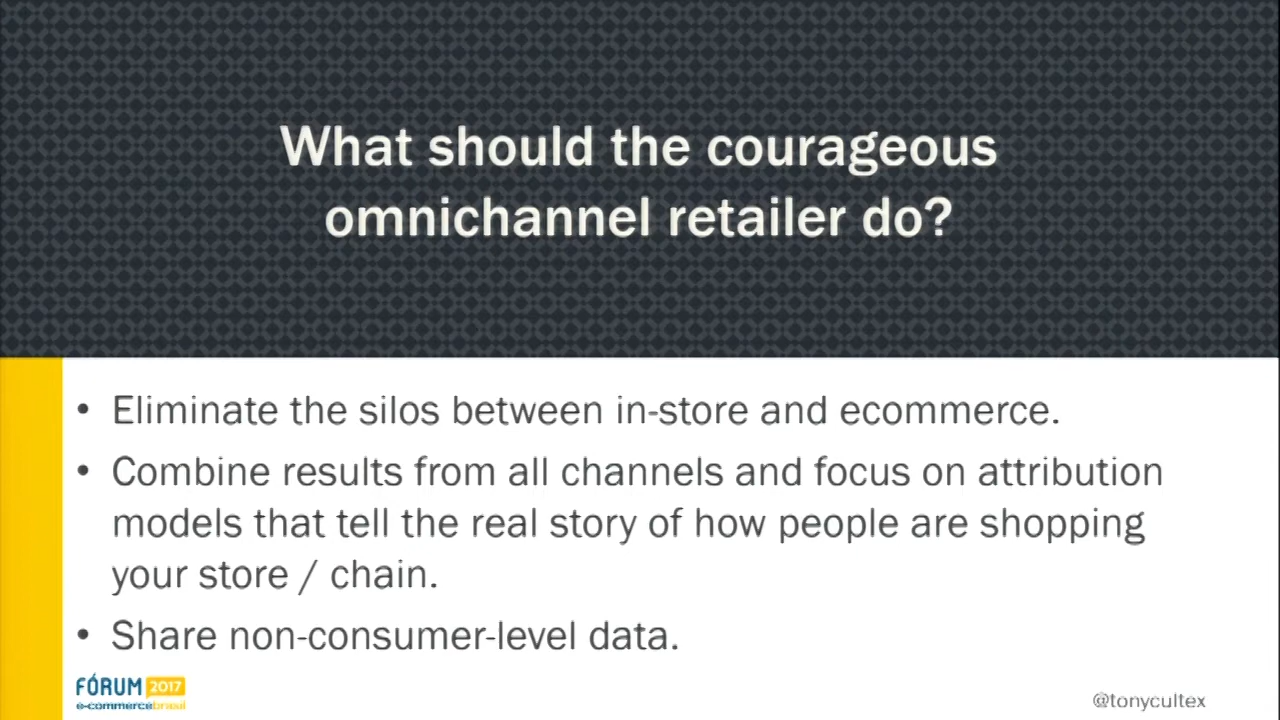 What should the courageous
omnichannel retailer do?
• Eliminate the silos between in-store and ecommerce.
• Combine results from all channels and focus on attribution
models that tell the real story of how people are shopping
your store / chain.
• Share non-consumer-level data.
FÓRUM 2017
e-commercebrasil
@tonycultex